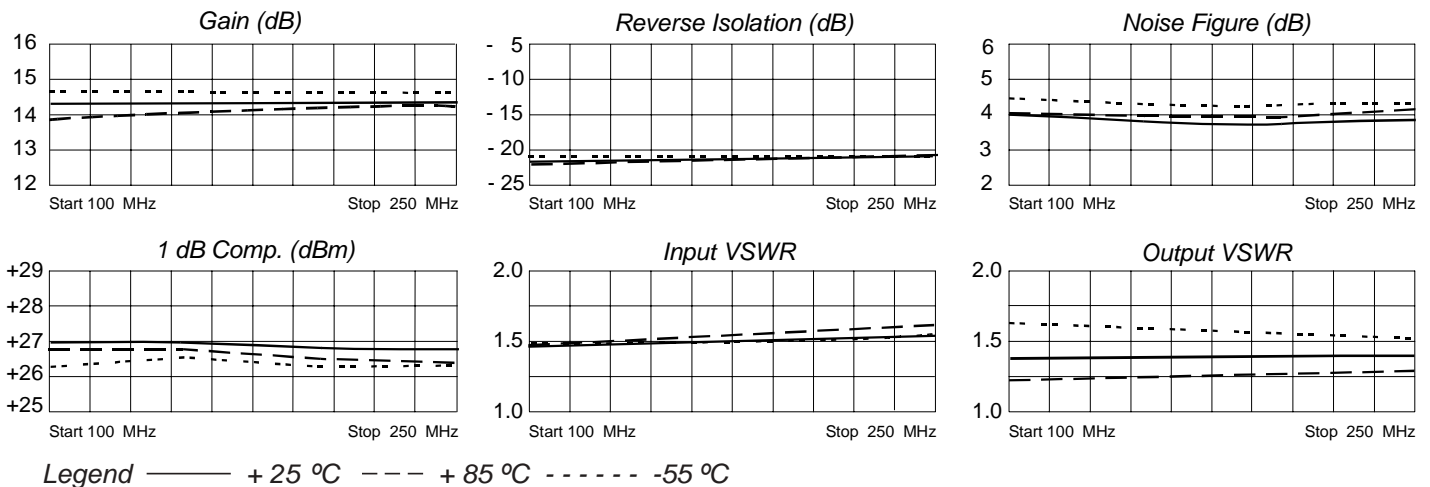 Gain (dB)
16
15
14
13
12
Start 100 MHz Stop 250 MHz
Reverse Isolation (dB)
- 5
- 10
- 15
- 20
- 25
Start 100 MHz Stop 250 MHz
Noise Figure (dB)
6
5
4
3
2
Start 100 MHz Stop 250 MHz
1 dB Comp. (dBm)
+29
+28
+27
+26
+25
Start 100 MHz Stop 250 MHz
Input VSWR
2.0
1.5
1.0
Start 100 MHz Stop 250 MHz
Output VSWR
2.0
1.5
1.0
Start 100 MHz Stop 250 MHz
Legend + 25 ºC + 85 ºC -55 ºC